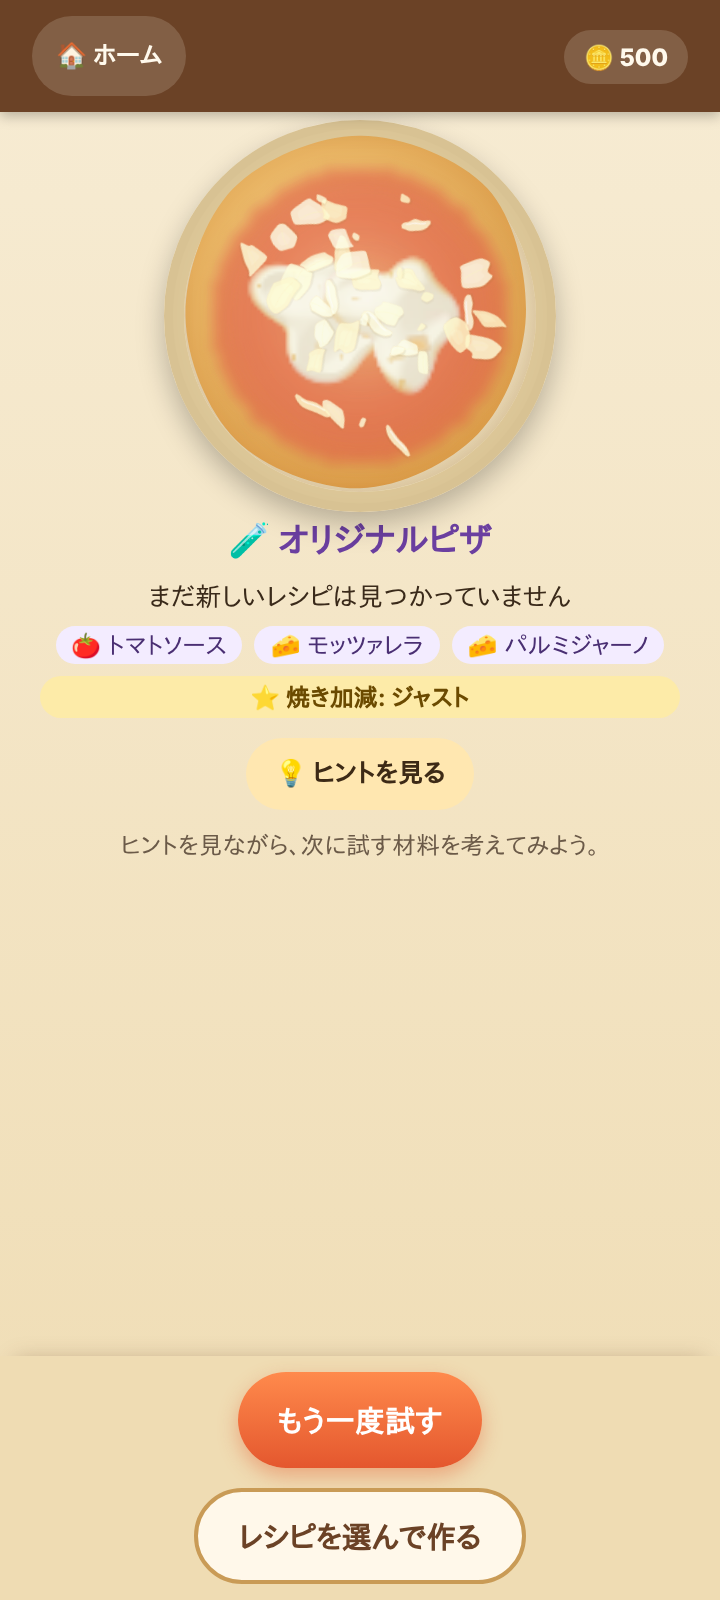 🏠 ホーム
🪙 500
🧪 オリジナルピザ
まだ新しいレシピは見つかっていません
🍅 トマトソース 🧀 モッツァレラ 🧀 パルミジャーノ
⭐ 焼き加減: ジャスト
💡 ヒントを見る
ヒントを見ながら、次に試す材料を考えてみよう。
もう一度試す
レシピを選んで作る